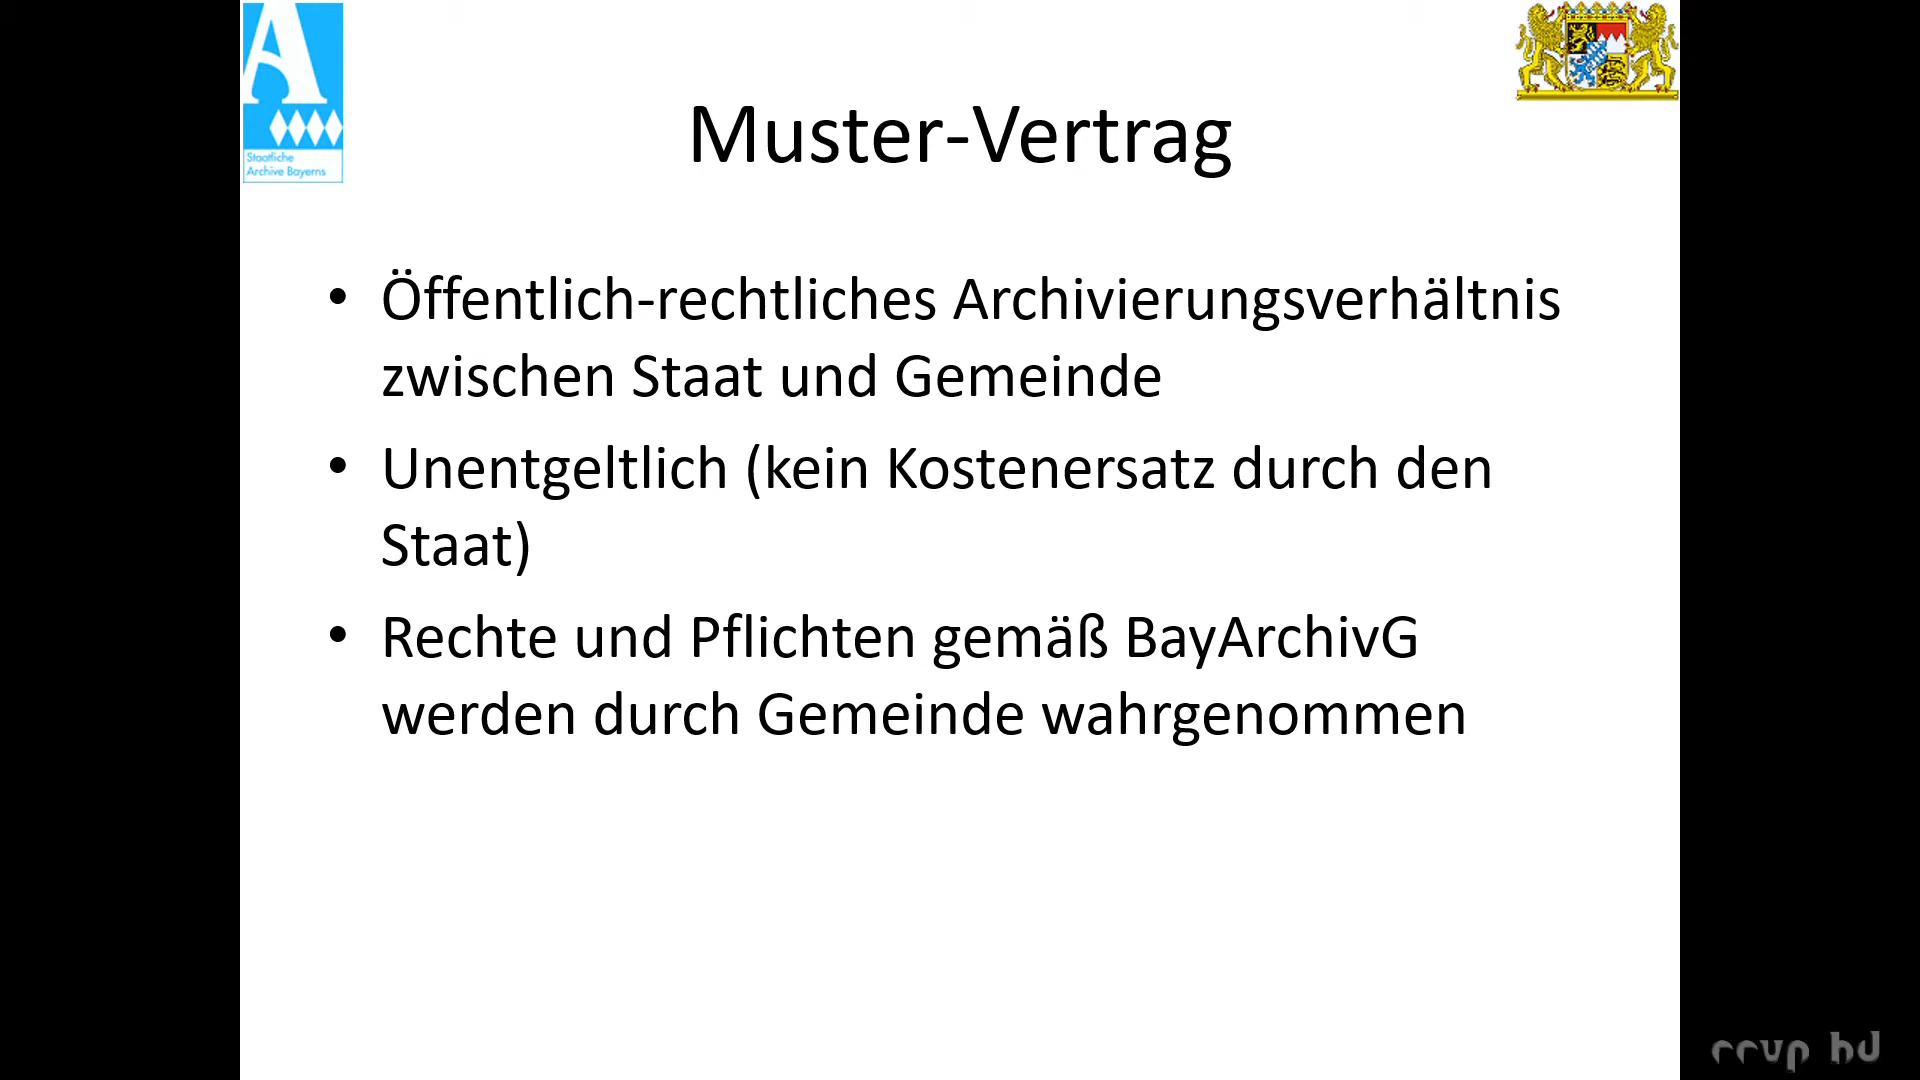 Staatliche
Archive Bayerns
Muster-Vertrag
• Öffentlich-rechtliches Archivierungsverhältnis
zwischen Staat und Gemeinde
• Unentgeltlich (kein Kostenersatz durch den
Staat)
• Rechte und Pflichten gemäß BayArchivG
werden durch Gemeinde wahrgenommen